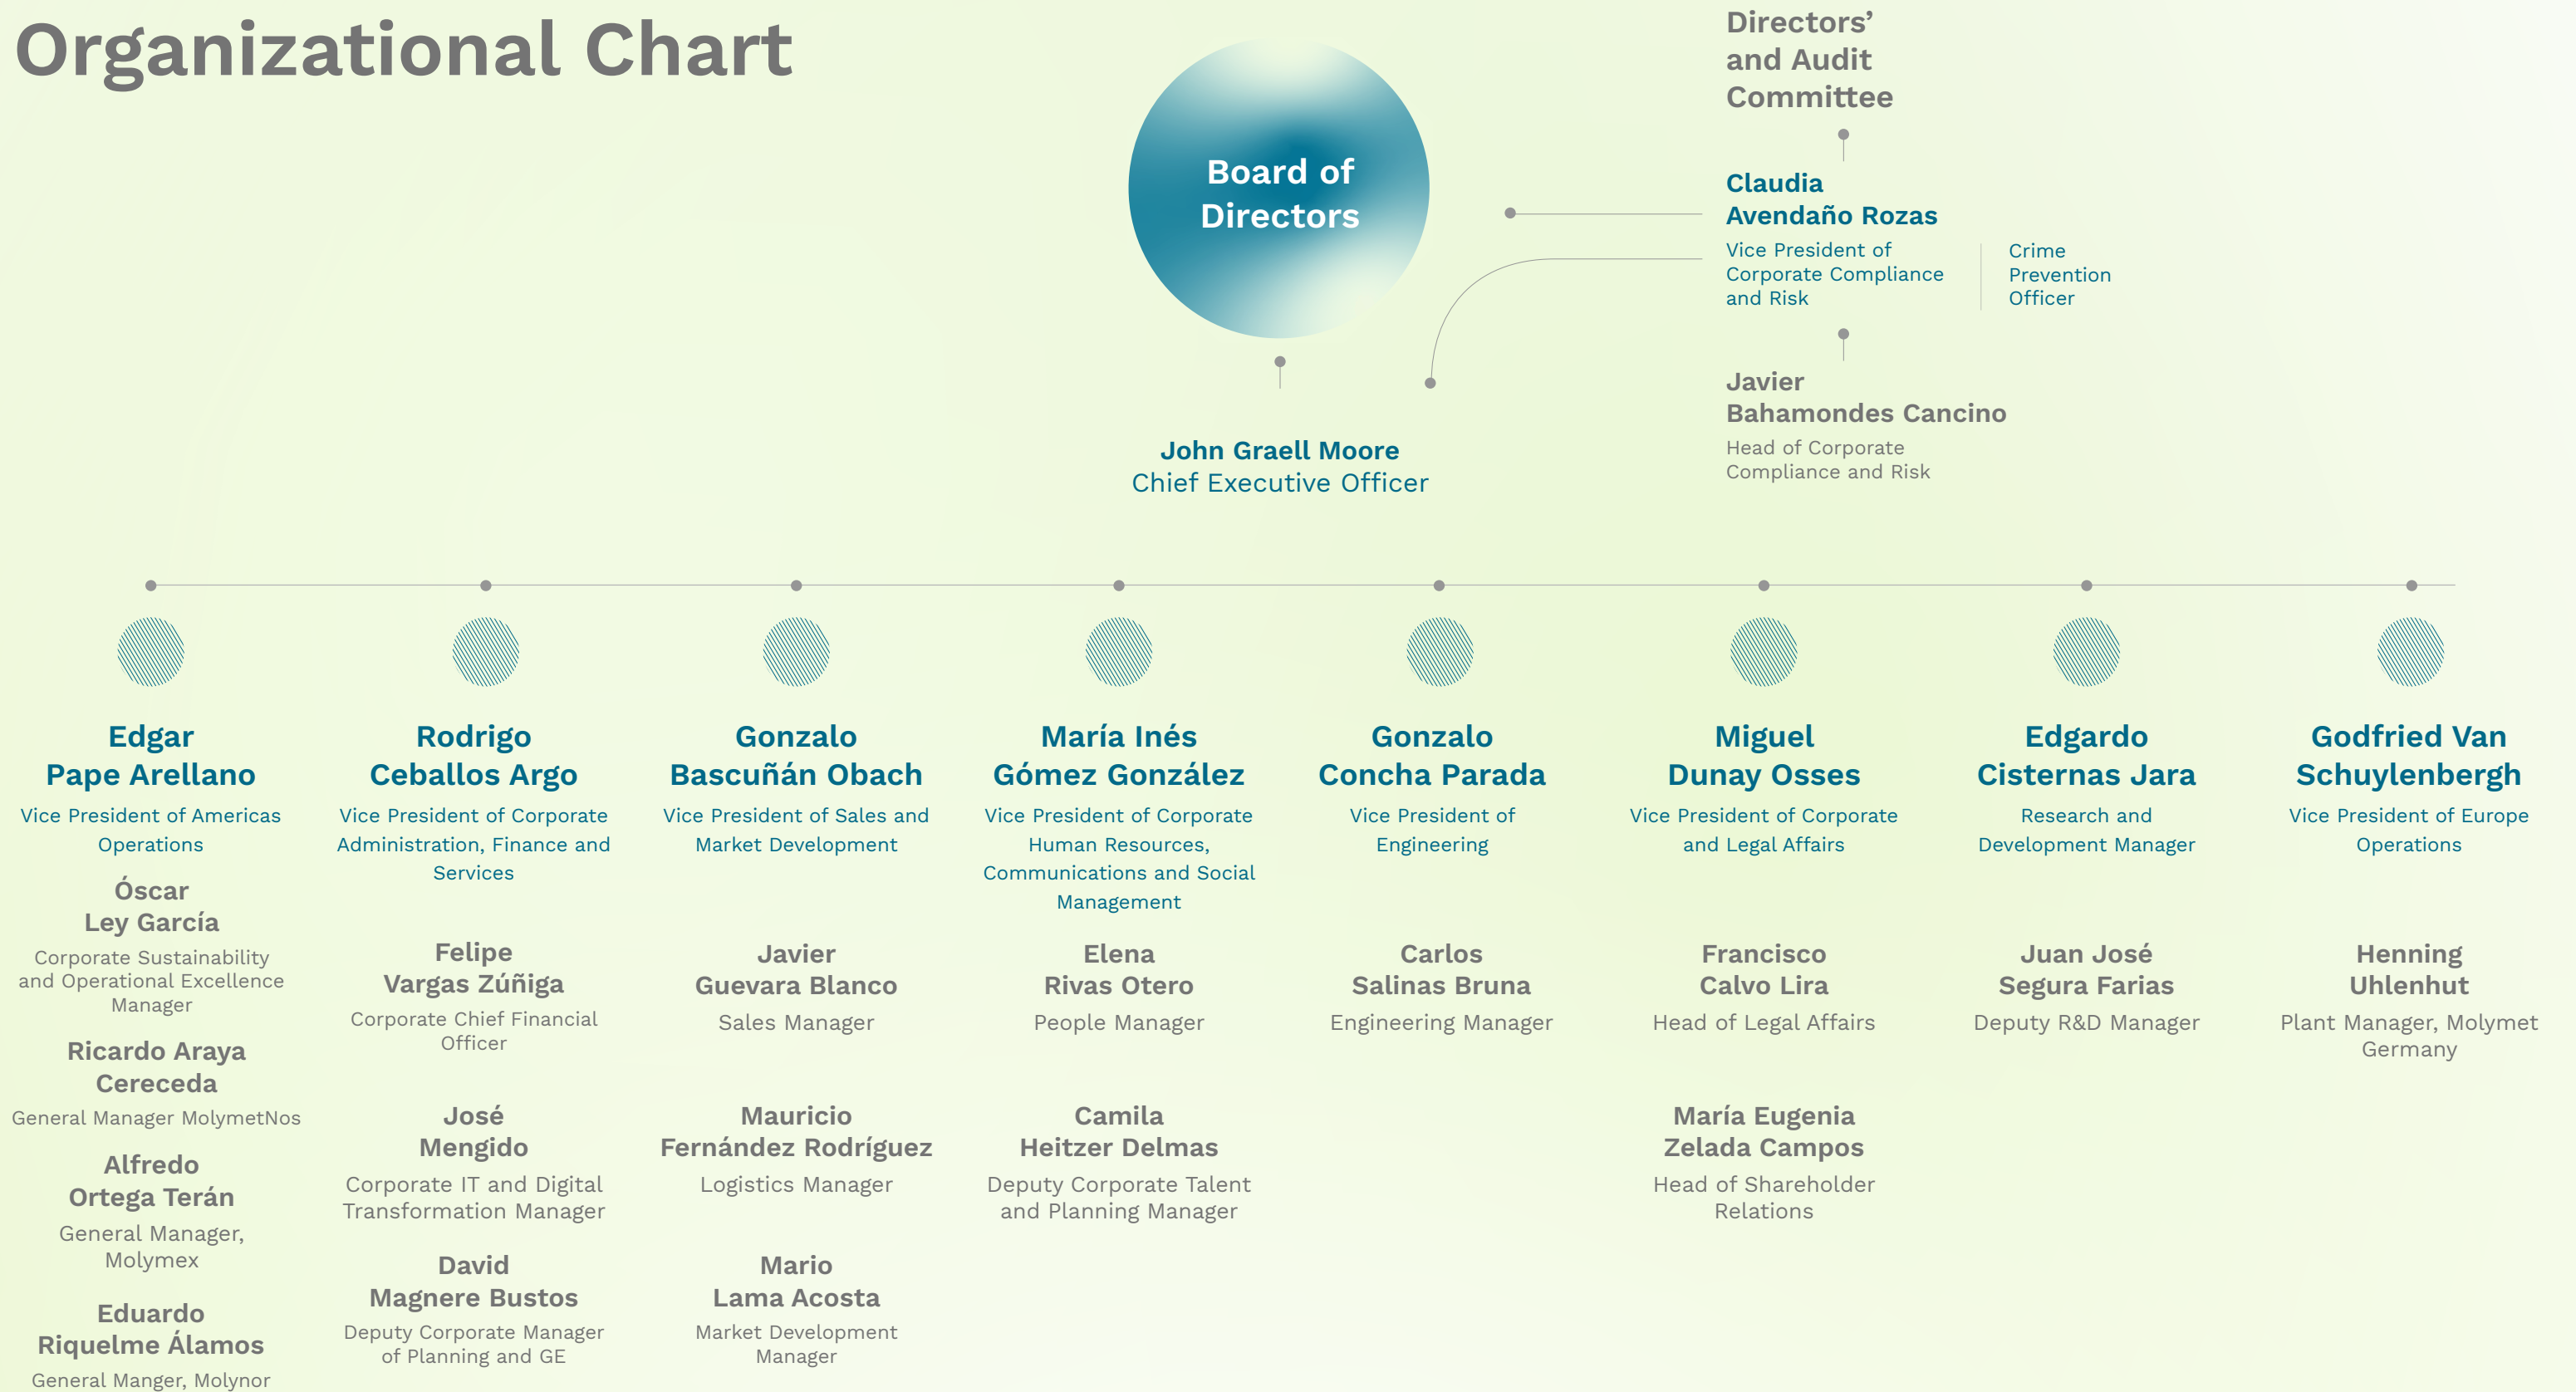 Organizational Chart
Board of
Directors
Directors’
and Audit
Committee
Claudia
Avendaño Rozas
Vice President of
Corporate Compliance
and Risk
Crime
Prevention
Officer
Javier
Bahamondes Cancino
Head of Corporate
Compliance and Risk
John Graell Moore
Chief Executive Officer
Edgar
Pape Arellano
Vice President of Americas
Operations
Óscar
Ley García
Corporate Sustainability
and Operational Excellence
Manager
Ricardo Araya
Cereceda
General Manager MolymetNos
Alfredo
Ortega Terán
General Manager,
Molymex
Eduardo
Riquelme Álamos
General Manger, Molynor
Rodrigo
Ceballos Argo
Vice President of Corporate
Administration, Finance and
Services
Felipe
Vargas Zúñiga
Corporate Chief Financial
Officer
José
Mengido
Corporate IT and Digital
Transformation Manager
David
Magnere Bustos
Deputy Corporate Manager
of Planning and GE
Gonzalo
Bascuñán Obach
Vice President of Sales and
Market Development
Javier
Guevara Blanco
Sales Manager
Mauricio
Fernández Rodríguez
Logistics Manager
Mario
Lama Acosta
Market Development
Manager
María Inés
Gómez González
Vice President of Corporate
Human Resources,
Communications and Social
Management
Elena
Rivas Otero
People Manager
Camila
Heitzer Delmas
Deputy Corporate Talent
and Planning Manager
Gonzalo
Concha Parada
Vice President of
Engineering
Carlos
Salinas Bruna
Engineering Manager
Miguel
Dunay Osses
Vice President of Corporate
and Legal Affairs
Francisco
Calvo Lira
Head of Legal Affairs
María Eugenia
Zelada Campos
Head of Shareholder
Relations
Edgardo
Cisternas Jara
Research and
Development Manager
Juan José
Segura Farias
Deputy R&D Manager
Godfried Van
Schuylenbergh
Vice President of Europe
Operations
Henning
Uhlenhut
Plant Manager, Molymet
Germany